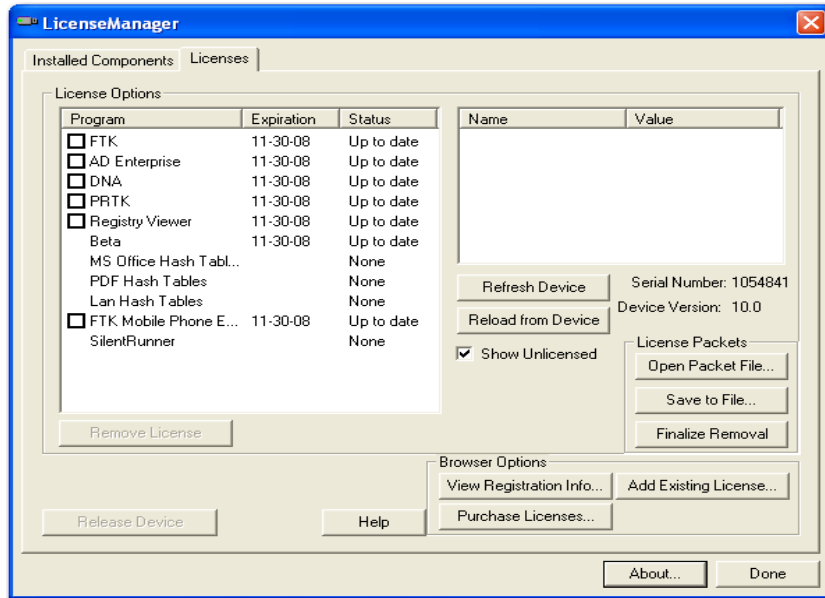 LicenseManager
Installed Components Licenses
License Options
Program Expiration Status
FTK 11-30-08 Up to date
AD Enterprise 11-30-08 Up to date
DNA 11-30-08 Up to date
PRTK 11-30-08 Up to date
Registry Viewer 11-30-08 Up to date
Beta 11-30-08 Up to date
MS Office Hash Tabl... None
PDF Hash Tables None
Lan Hash Tables None
FTK Mobile Phone E... 11-30-08 Up to date
SilentRunner None
Remove License
Name Value
Refresh Device Serial Number: 1054841
Reload from Device Device Version: 10.0
Show Unlicensed
License Packets
Open Packet File...
Save to File...
Finalize Removal
Browser Options
View Registration Info... Add Existing License...
Purchase Licenses...
Release Device Help
About... Done